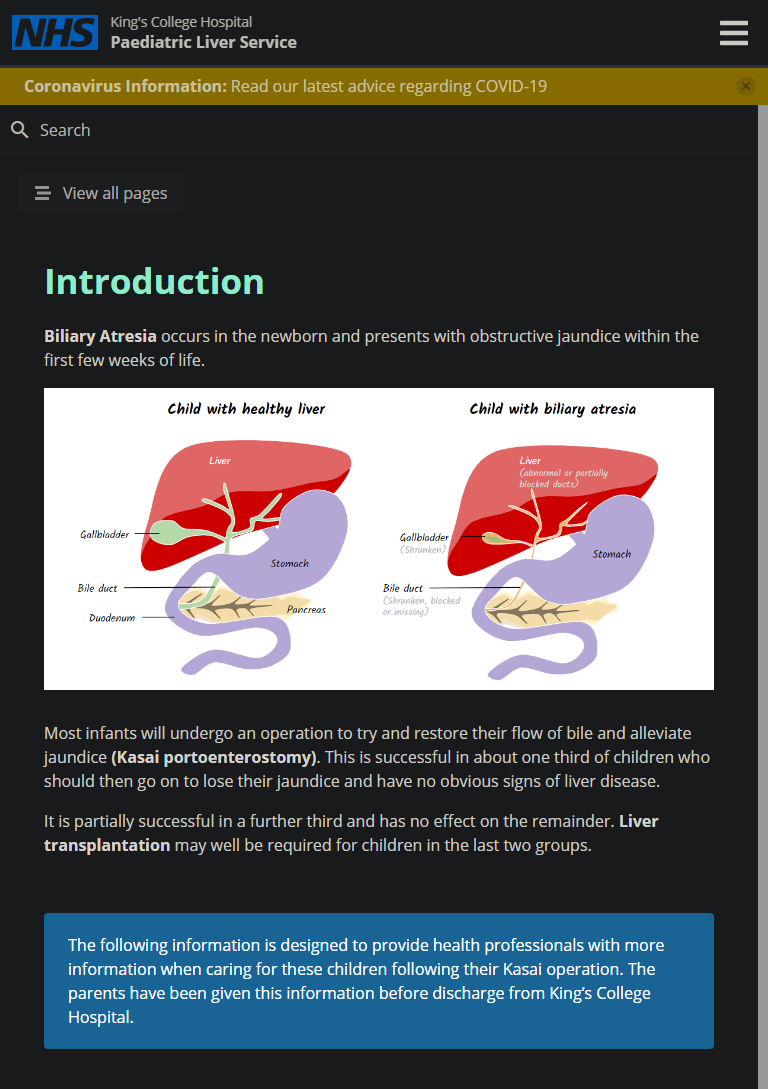 NHS
King's College Hospital
Paediatric Liver Service
Coronavirus Information: Read our latest advice regarding COVID-19
Search
View all pages
Introduction
Biliary Atresia occurs in the newborn and presents with obstructive jaundice within the
first few weeks of life.
Child with healthy liver
Liver
Gallbladder
Stomach
Bile duct
Pancreas
Duodenum
Child with biliary atresia
Liver
(abnormal or partially
blocked ducts)
Gallbladder
(Shrunken)
Stomach
Bile duct
(Shrunken, blocked
or missing)
Most infants will undergo an operation to try and restore their flow of bile and alleviate
jaundice (Kasai portoenterostomy). This is successful in about one third of children who
should then go on to lose their jaundice and have no obvious signs of liver disease.
It is partially successful in a further third and has no effect on the remainder. Liver
transplantation may well be required for children in the last two groups.
The following information is designed to provide health professionals with more
information when caring for these children following their Kasai operation. The
parents have been given this information before discharge from King’s College
Hospital.